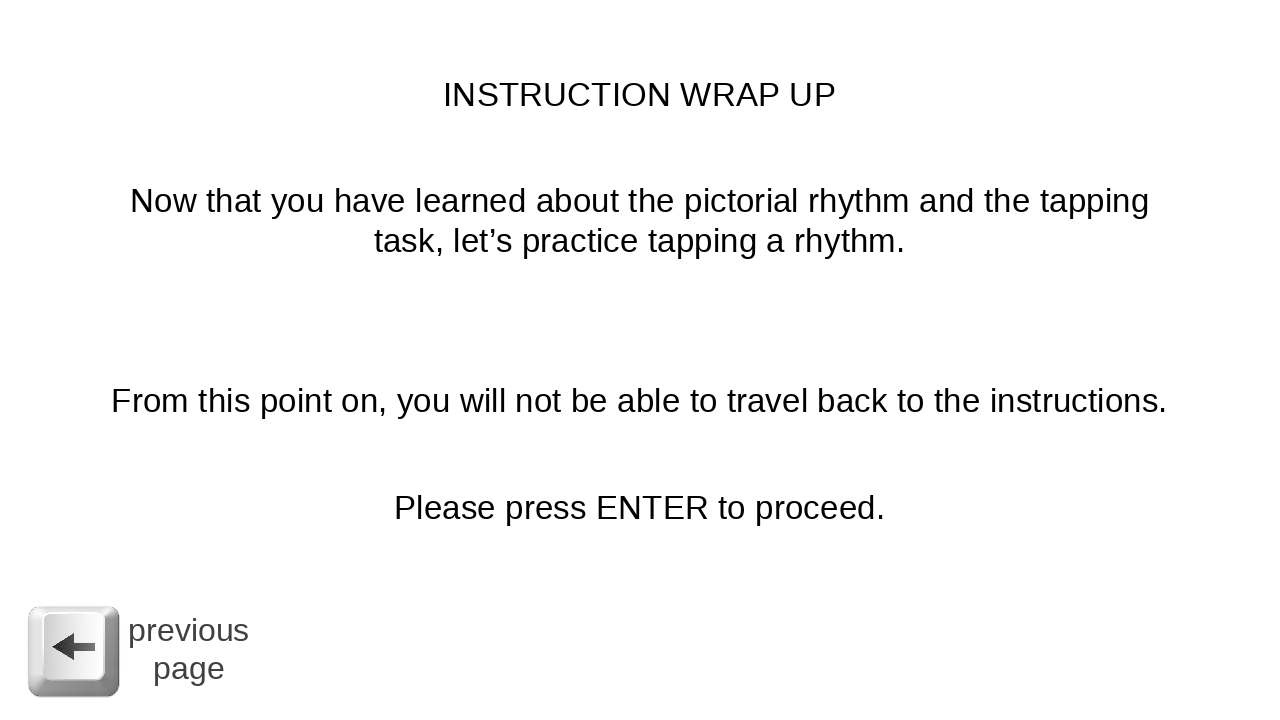 INSTRUCTION WRAP UP
Now that you have learned about the pictorial rhythm and the tapping
task, let’s practice tapping a rhythm.
From this point on, you will not be able to travel back to the instructions.
Please press ENTER to proceed.
previous
page